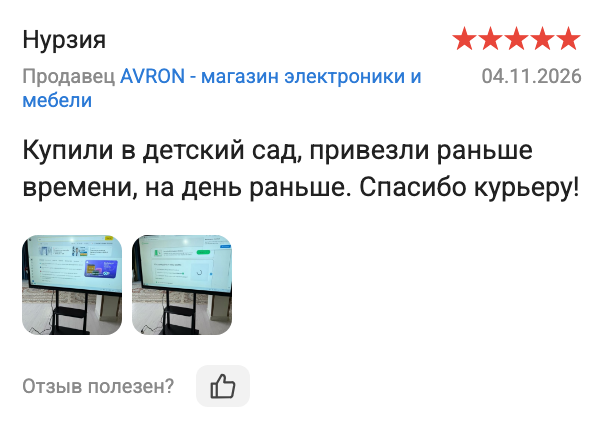 Нурзия
Продавец AVRON - магазин электроники и
мебели
04.11.2026
Купили в детский сад, привезли раньше
времени, на день раньше. Спасибо курьеру!
Отзыв полезен?